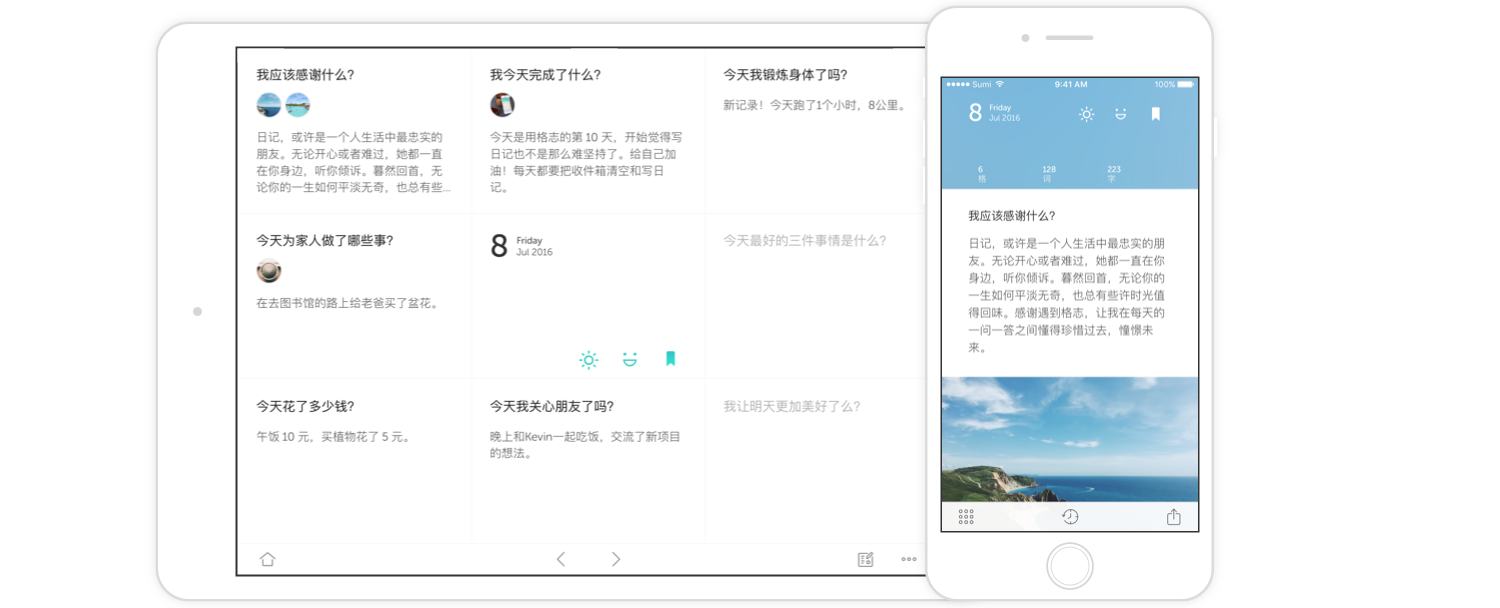 我应该感谢什么?
日记，或许是一个人生活中最忠实的
朋友。无论开心或者难过，她都一直
在你身边，听你倾诉。暮然回首，无
论你的一生如何平淡无奇，也总有些...
我今天完成了什么?
今天是用格志的第 10 天，开始觉得写
日记也不是那么难坚持了。给自己加
油！每天都要把收件箱清空和写日
记。
今天我锻炼身体了吗?
新记录！今天跑了1个小时，8公里。
今天为家人做了哪些事?
在去图书馆的路上给老爸买了盆花。
8
Friday
Jul 2016
今天最好的三件事情是什么?
今天花了多少钱?
午饭 10 元，买植物花了 5 元。
今天我关心朋友了吗?
晚上和Kevin一起吃饭，交流了新项目
的想法。
我让明天更加美好了么?
Sumi 9:41 AM 100%
8
Friday
Jul 2016
6 128 223
格 词 字
我应该感谢什么?
日记，或许是一个人生活中最忠实的朋
友。无论开心或者难过，她都一直在你
身边，听你倾诉。暮然回首，无论你的
一生如何平淡无奇，也总有些许时光值
得回味。感谢遇到格志，让我在每天的
一问一答之间懂得珍惜过去，憧憬未
来。